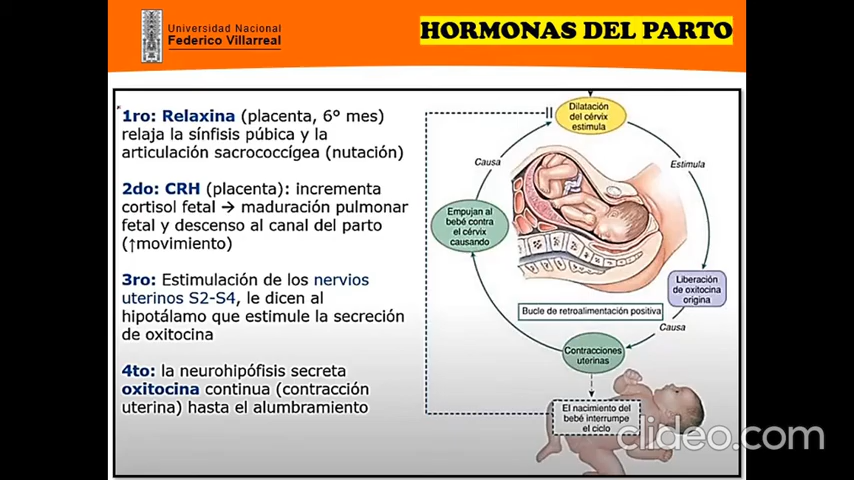 Universidad Nacional
Federico Villarreal
HORMONAS DEL PARTO
1ro: Relaxina (placenta, 6° mes)
relaja la sínfisis púbica y la
articulación sacrococcígea (nutación)
2do: CRH (placenta): incrementa
cortisol fetal → maduración pulmonar
fetal y descenso al canal del parto
(↑movimiento)
3ro: Estimulación de los nervios
uterinos S2-S4, le dicen al
hipotálamo que estimule la secreción
de oxitocina
4to: la neurohipófisis secreta
oxitocina continua (contracción
uterina) hasta el alumbramiento
Dilatación
del cérvix
estimula
Estimula
Liberación
de oxitocina
origina
Causa
Contracciones
uterinas
Empujan al
bebé contra
el cérvix
causando
Causa
Bucle de retroalimentación positiva
El nacimiento del
bebé interrumpe
el ciclo
clideo.com